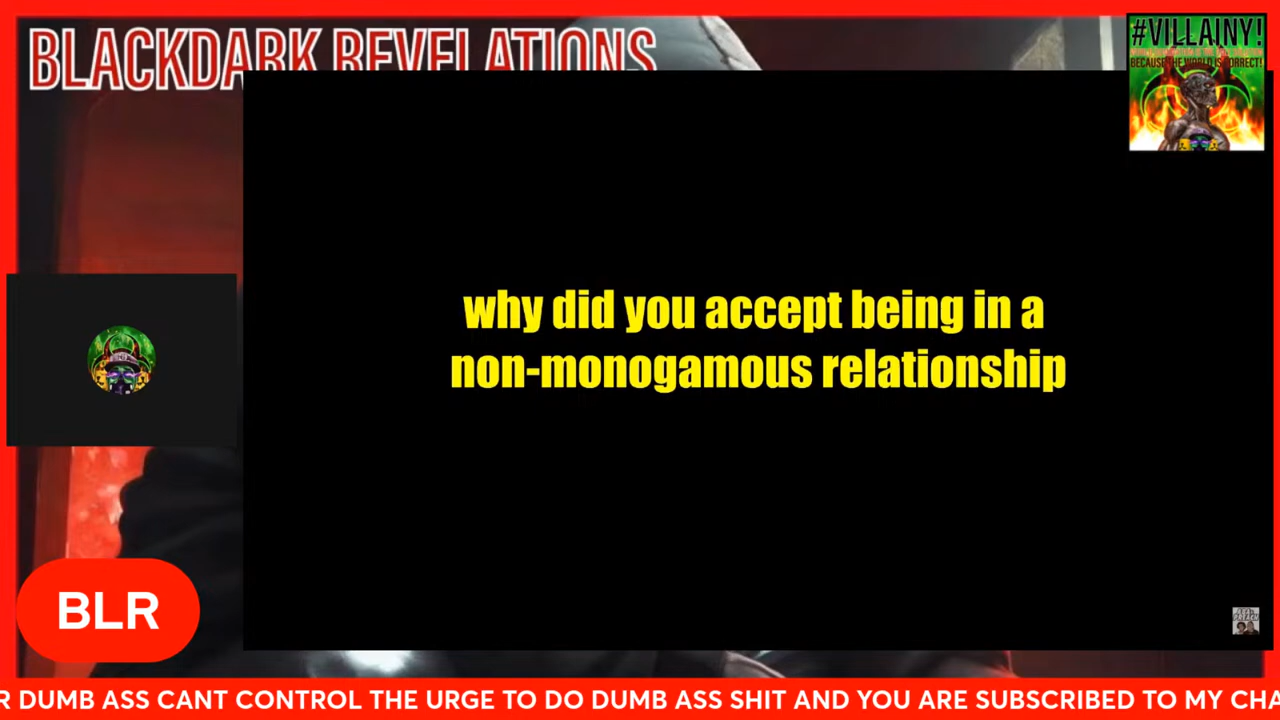 BLACKDARK REVELATIONS
#VILLAINY!
BECAUSE THE WORLD IS CORRECT!
why did you accept being in a
non-monogamous relationship
BLR
R DUMB ASS CANT CONTROL THE URGE TO DO DUMB ASS SHIT AND YOU ARE SUBSCRIBED TO MY CHA